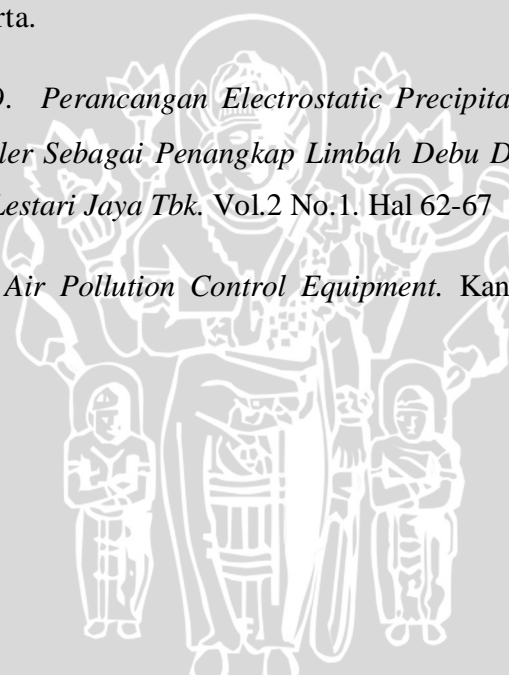 rta.
9. Perancangan Electrostatic Precipita
ler Sebagai Penangkap Limbah Debu D
Lestari Jaya Tbk. Vol.2 No.1. Hal 62-67
Air Pollution Control Equipment. Kan